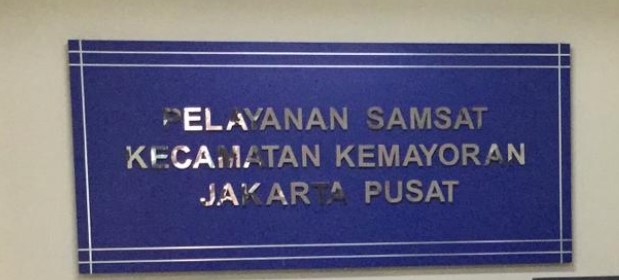 PELAYANAN SAMSAT
KECAMATAN KEMAYORAN
JAKARTA PUSAT